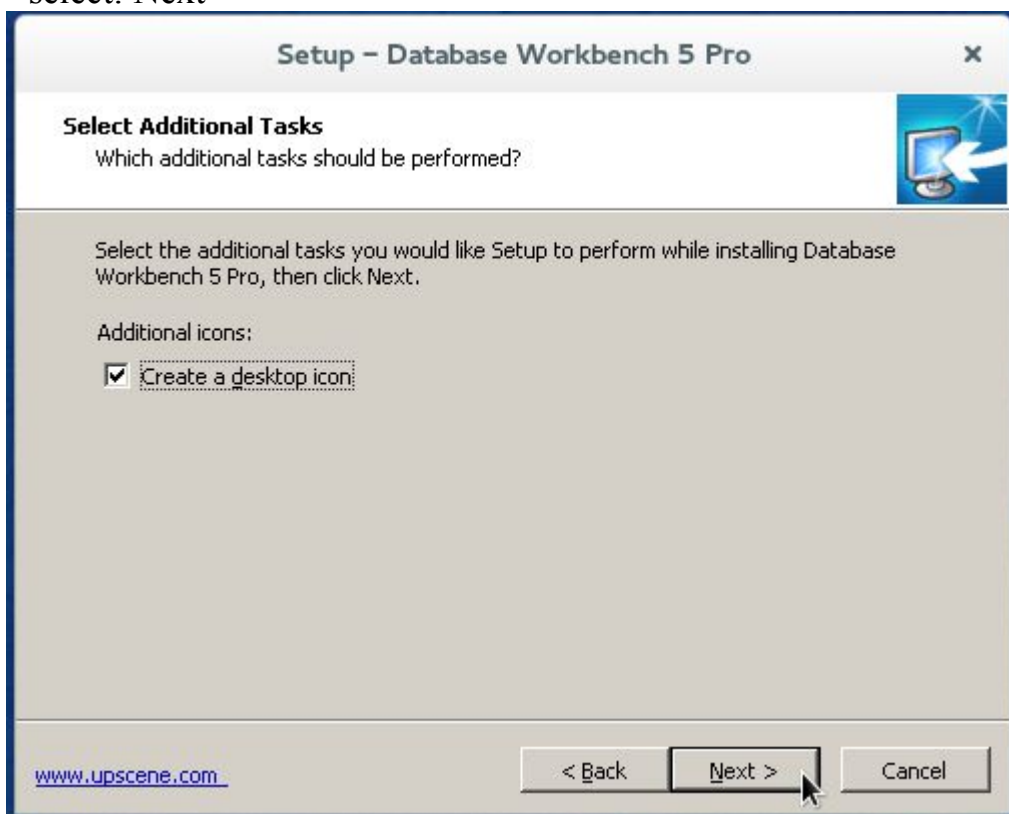 select: Next
Setup – Database Workbench 5 Pro
Select Additional Tasks
Which additional tasks should be performed?
Select the additional tasks you would like Setup to perform while installing Database
Workbench 5 Pro, then click Next.
Additional icons:
Create a desktop icon
www.upscene.com
< Back
Next >
Cancel